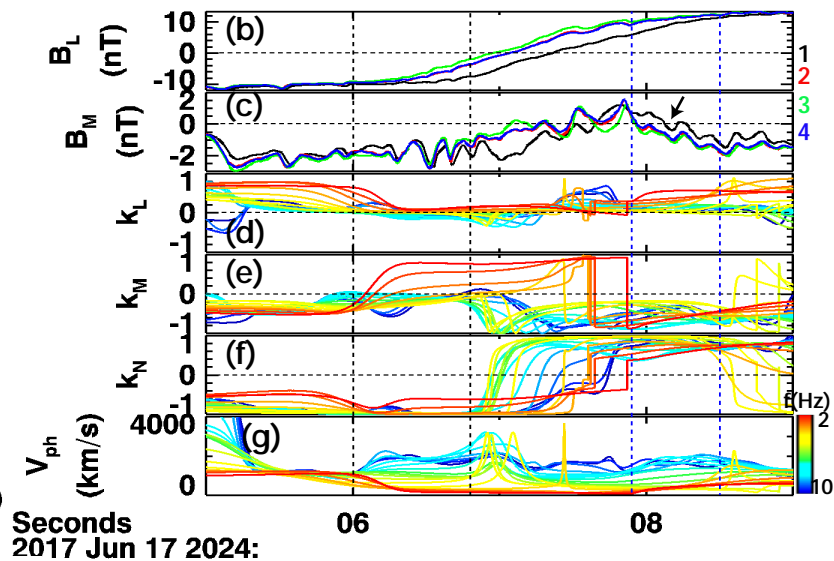 10
B_L
(nT)
0
-10
(b)
1
2
2
B_M
(nT)
0
-2
(c)
3
4
1
k_L
0
-1
(d)
1
k_M
0
-1
(e)
1
k_N
0
-1
(f)
f(Hz)
2
10
4000
V_ph
(km/s)
0
(g)
06 07 08
Seconds
2017 Jun 17 2024: